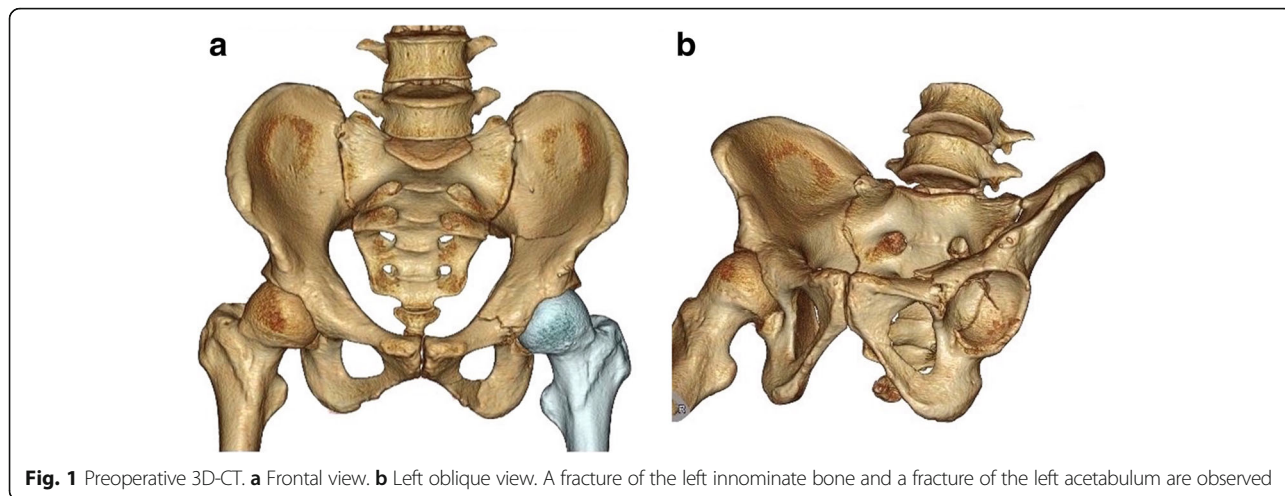 a
b
R
Fig. 1 Preoperative 3D-CT. a Frontal view. b Left oblique view. A fracture of the left innominate bone and a fracture of the left acetabulum are observed